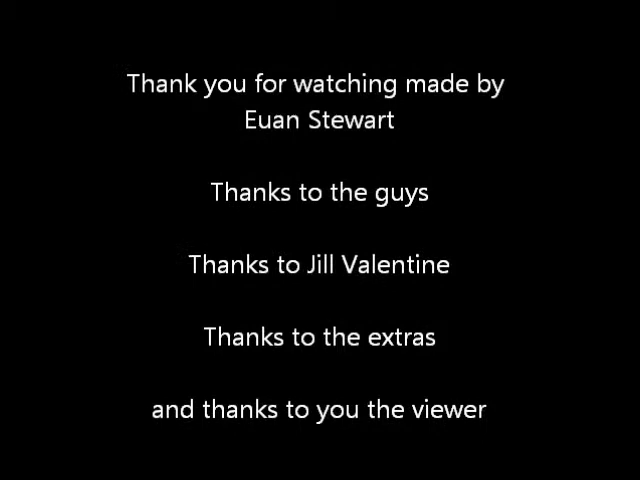 Thank you for watching made by
Euan Stewart
Thanks to the guys
Thanks to Jill Valentine
Thanks to the extras
and thanks to you the viewer